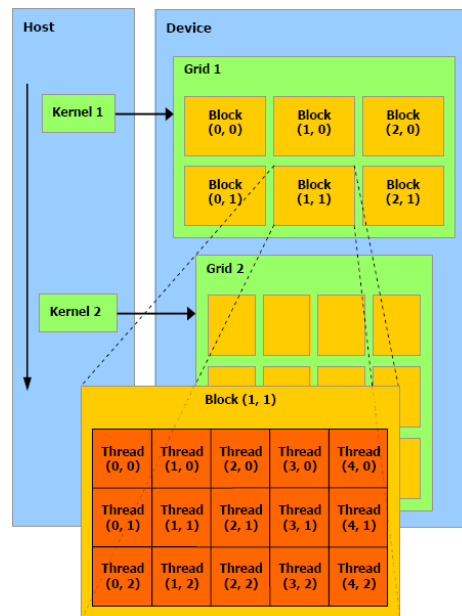 Host
Device
Grid 1
Kernel 1
Block
(0, 0)
Block
(1, 0)
Block
(2, 0)
Block
(0, 1)
Block
(1, 1)
Block
(2, 1)
Grid 2
Kernel 2
Block (1, 1)
Thread
(0, 0)
Thread
(1, 0)
Thread
(2, 0)
Thread
(3, 0)
Thread
(4, 0)
Thread
(0, 1)
Thread
(1, 1)
Thread
(2, 1)
Thread
(3, 1)
Thread
(4, 1)
Thread
(0, 2)
Thread
(1, 2)
Thread
(2, 2)
Thread
(3, 2)
Thread
(4, 2)